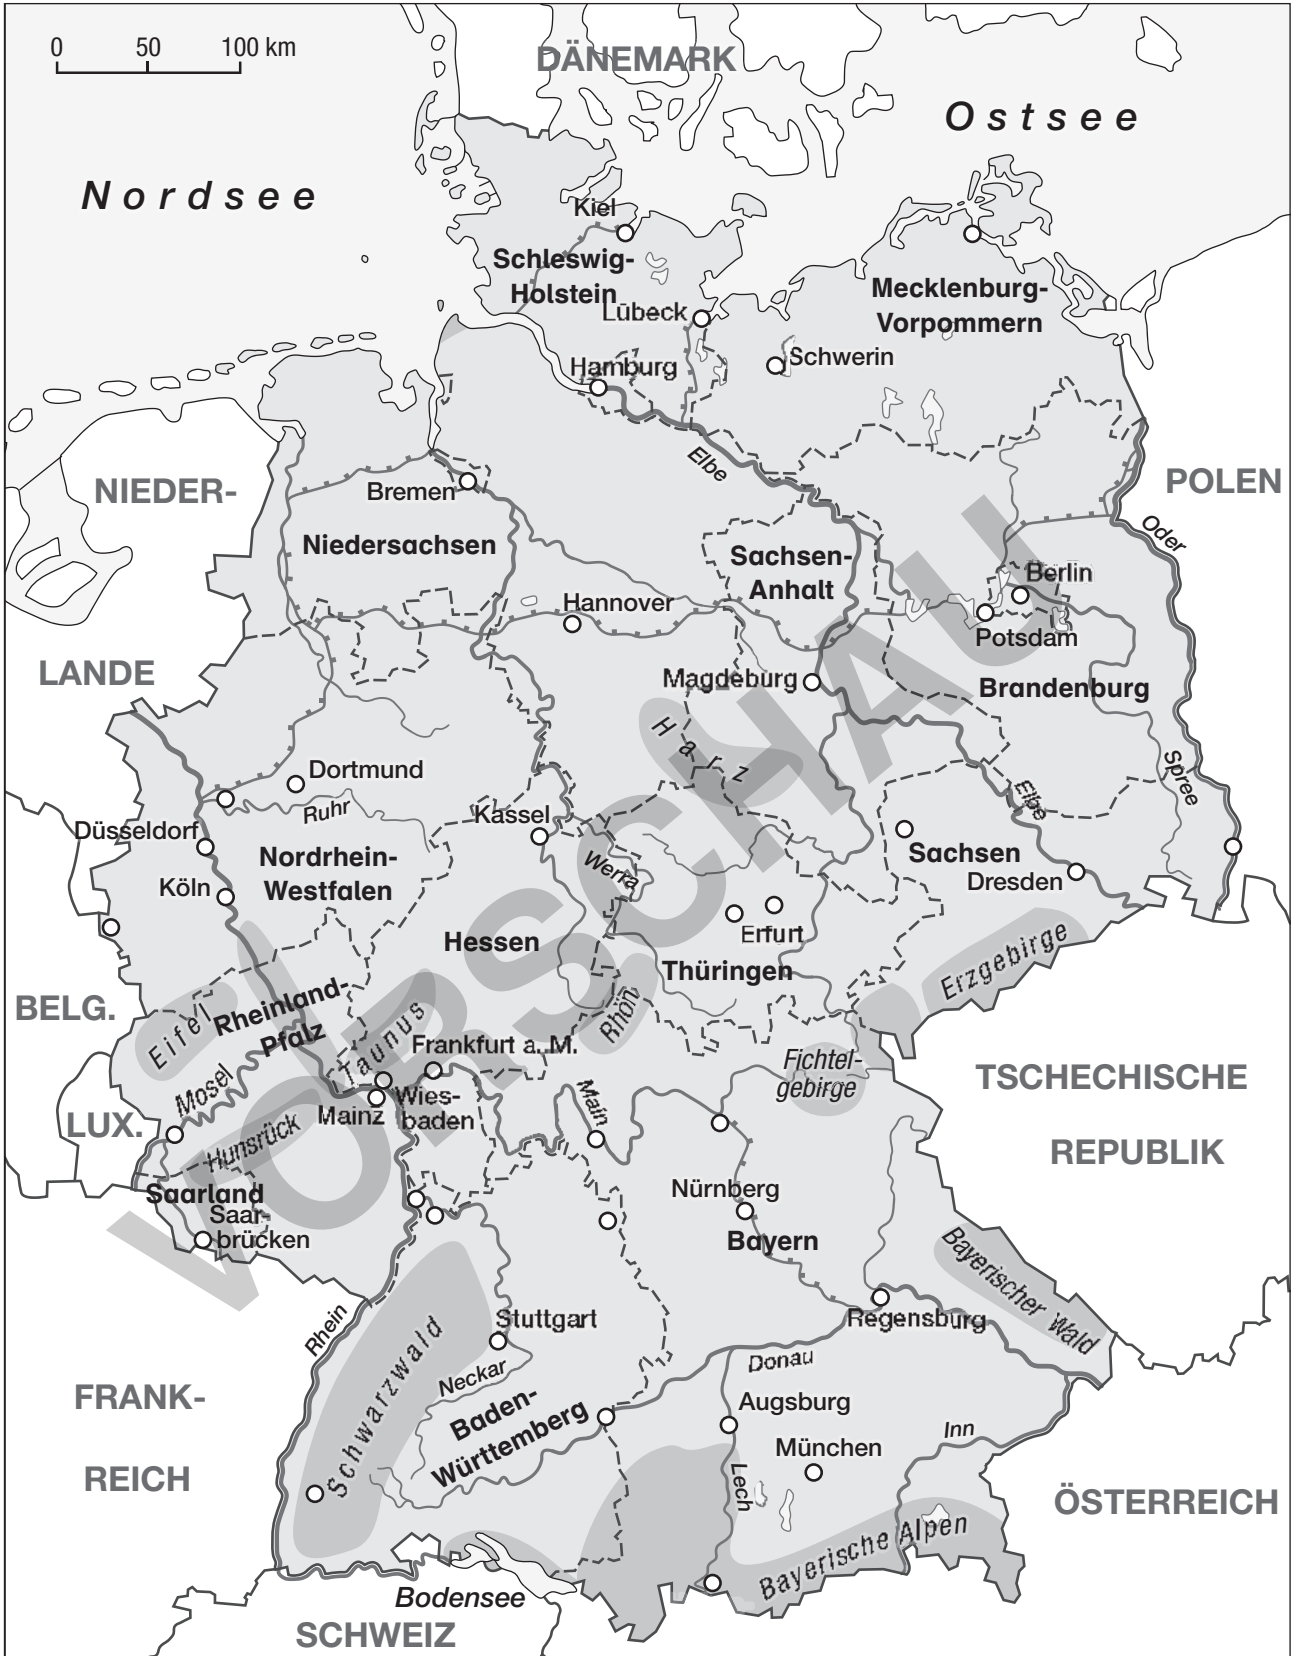 0 50 100 km
DÄNEMARK
Ostsee
Nordsee
Kiel
Schleswig-
Holstein
Mecklenburg-
Vorpommern
Lübeck
Schwerin
Hamburg
Elbe
NIEDER-
LANDE
POLEN
Bremen
Niedersachsen
Sachsen-
Anhalt
Oder
Berlin
Hannover
Potsdam
Magdeburg
Brandenburg
Harz
Dortmund
Ruhr
Spree
Elbe
Düsseldorf
Kassel
Nordrhein-
Westfalen
Werra
Sachsen
Dresden
Köln
Hessen
Erfurt
Thüringen
Erzgebirge
BELG.
Eifel
Rheinland-
Pfalz
Taunus
Rhön
Frankfurt a. M.
Fichtel-
gebirge
TSCHECHISCHE
REPUBLIK
Mosel
Mainz
Wies-
baden
Main
LUX.
Hunsrück
Saarland
Saar-
brücken
Nürnberg
Bayern
Bayerischer Wald
Rhein
Stuttgart
Regensburg
Schwarzwald
Neckar
Donau
FRANK-
REICH
Baden-
Württemberg
Augsburg
München
Inn
Lech
ÖSTERREICH
Bayerische Alpen
Bodensee
SCHWEIZ
VORSCHAU